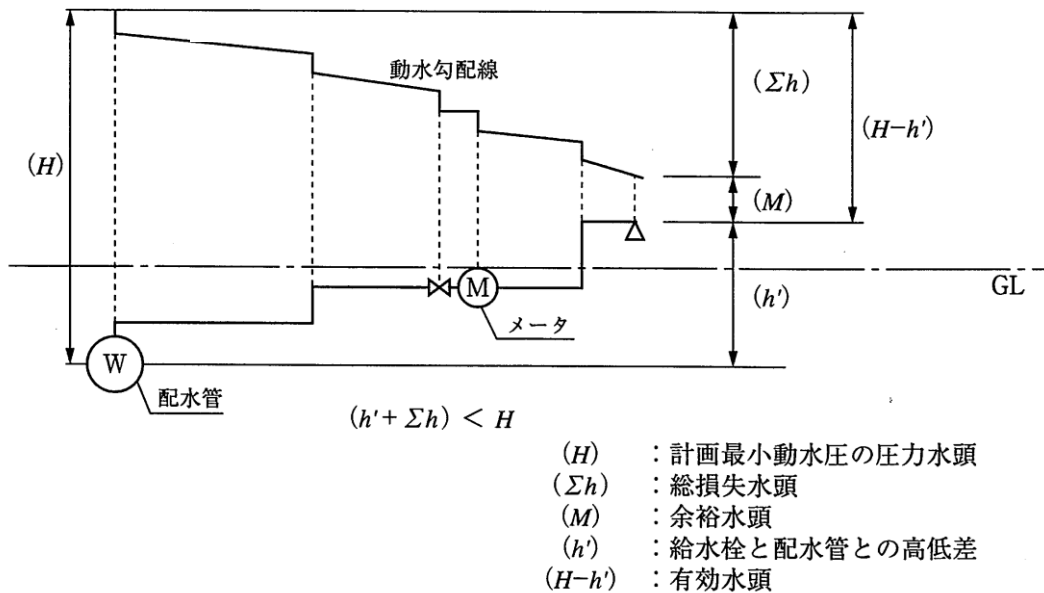 動水勾配線
(Σh)
(H−h')
(H)
(M)
GL
M
(h')
メータ
W
配水管
(h'+Σh) < H
(H) ：計画最小動水圧の圧力水頭
(Σh) ：総損失水頭
(M) ：余裕水頭
(h') ：給水栓と配水管との高低差
(H−h') ：有効水頭